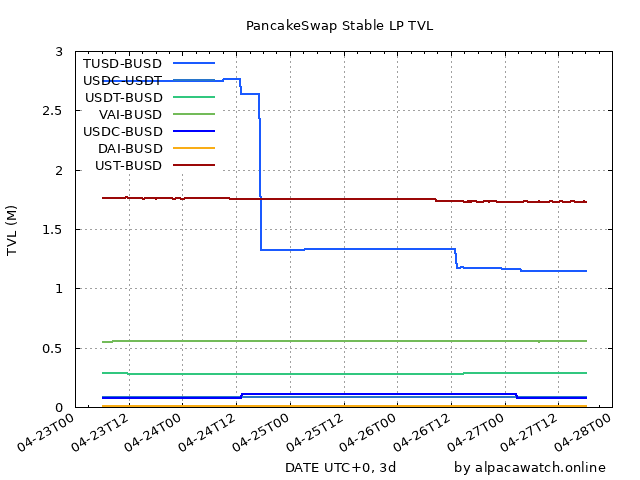 PancakeSwap Stable LP TVL
TVL (M)
3
2.5
2
1.5
1
0.5
0
TUSD-BUSD
USDC-USDT
USDT-BUSD
VAI-BUSD
USDC-BUSD
DAI-BUSD
UST-BUSD
04-23T00
04-23T12
04-24T00
04-24T12
04-25T00
04-25T12
04-26T00
04-26T12
04-27T00
04-27T12
04-28T00
DATE UTC+0, 3d
by alpacawatch.online